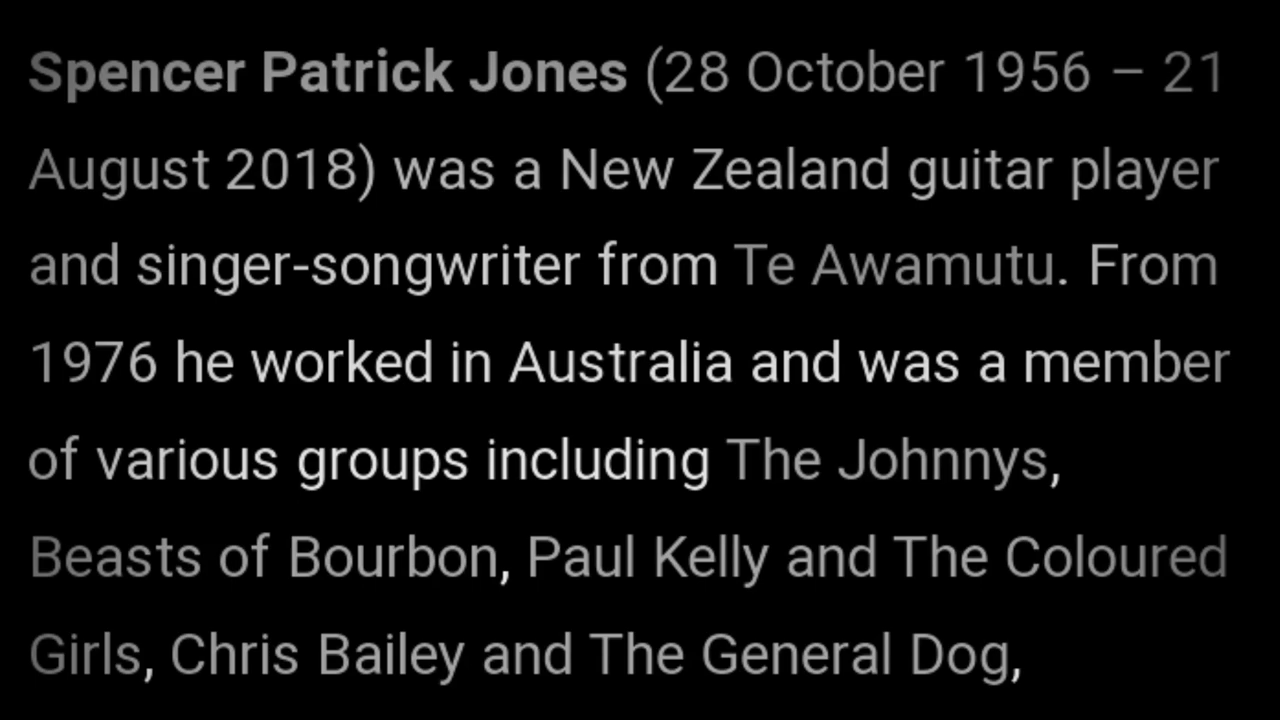 Spencer Patrick Jones (28 October 1956 – 21
August 2018) was a New Zealand guitar player
and singer-songwriter from Te Awamutu. From
1976 he worked in Australia and was a member
of various groups including The Johnnys,
Beasts of Bourbon, Paul Kelly and The Coloured
Girls, Chris Bailey and The General Dog,